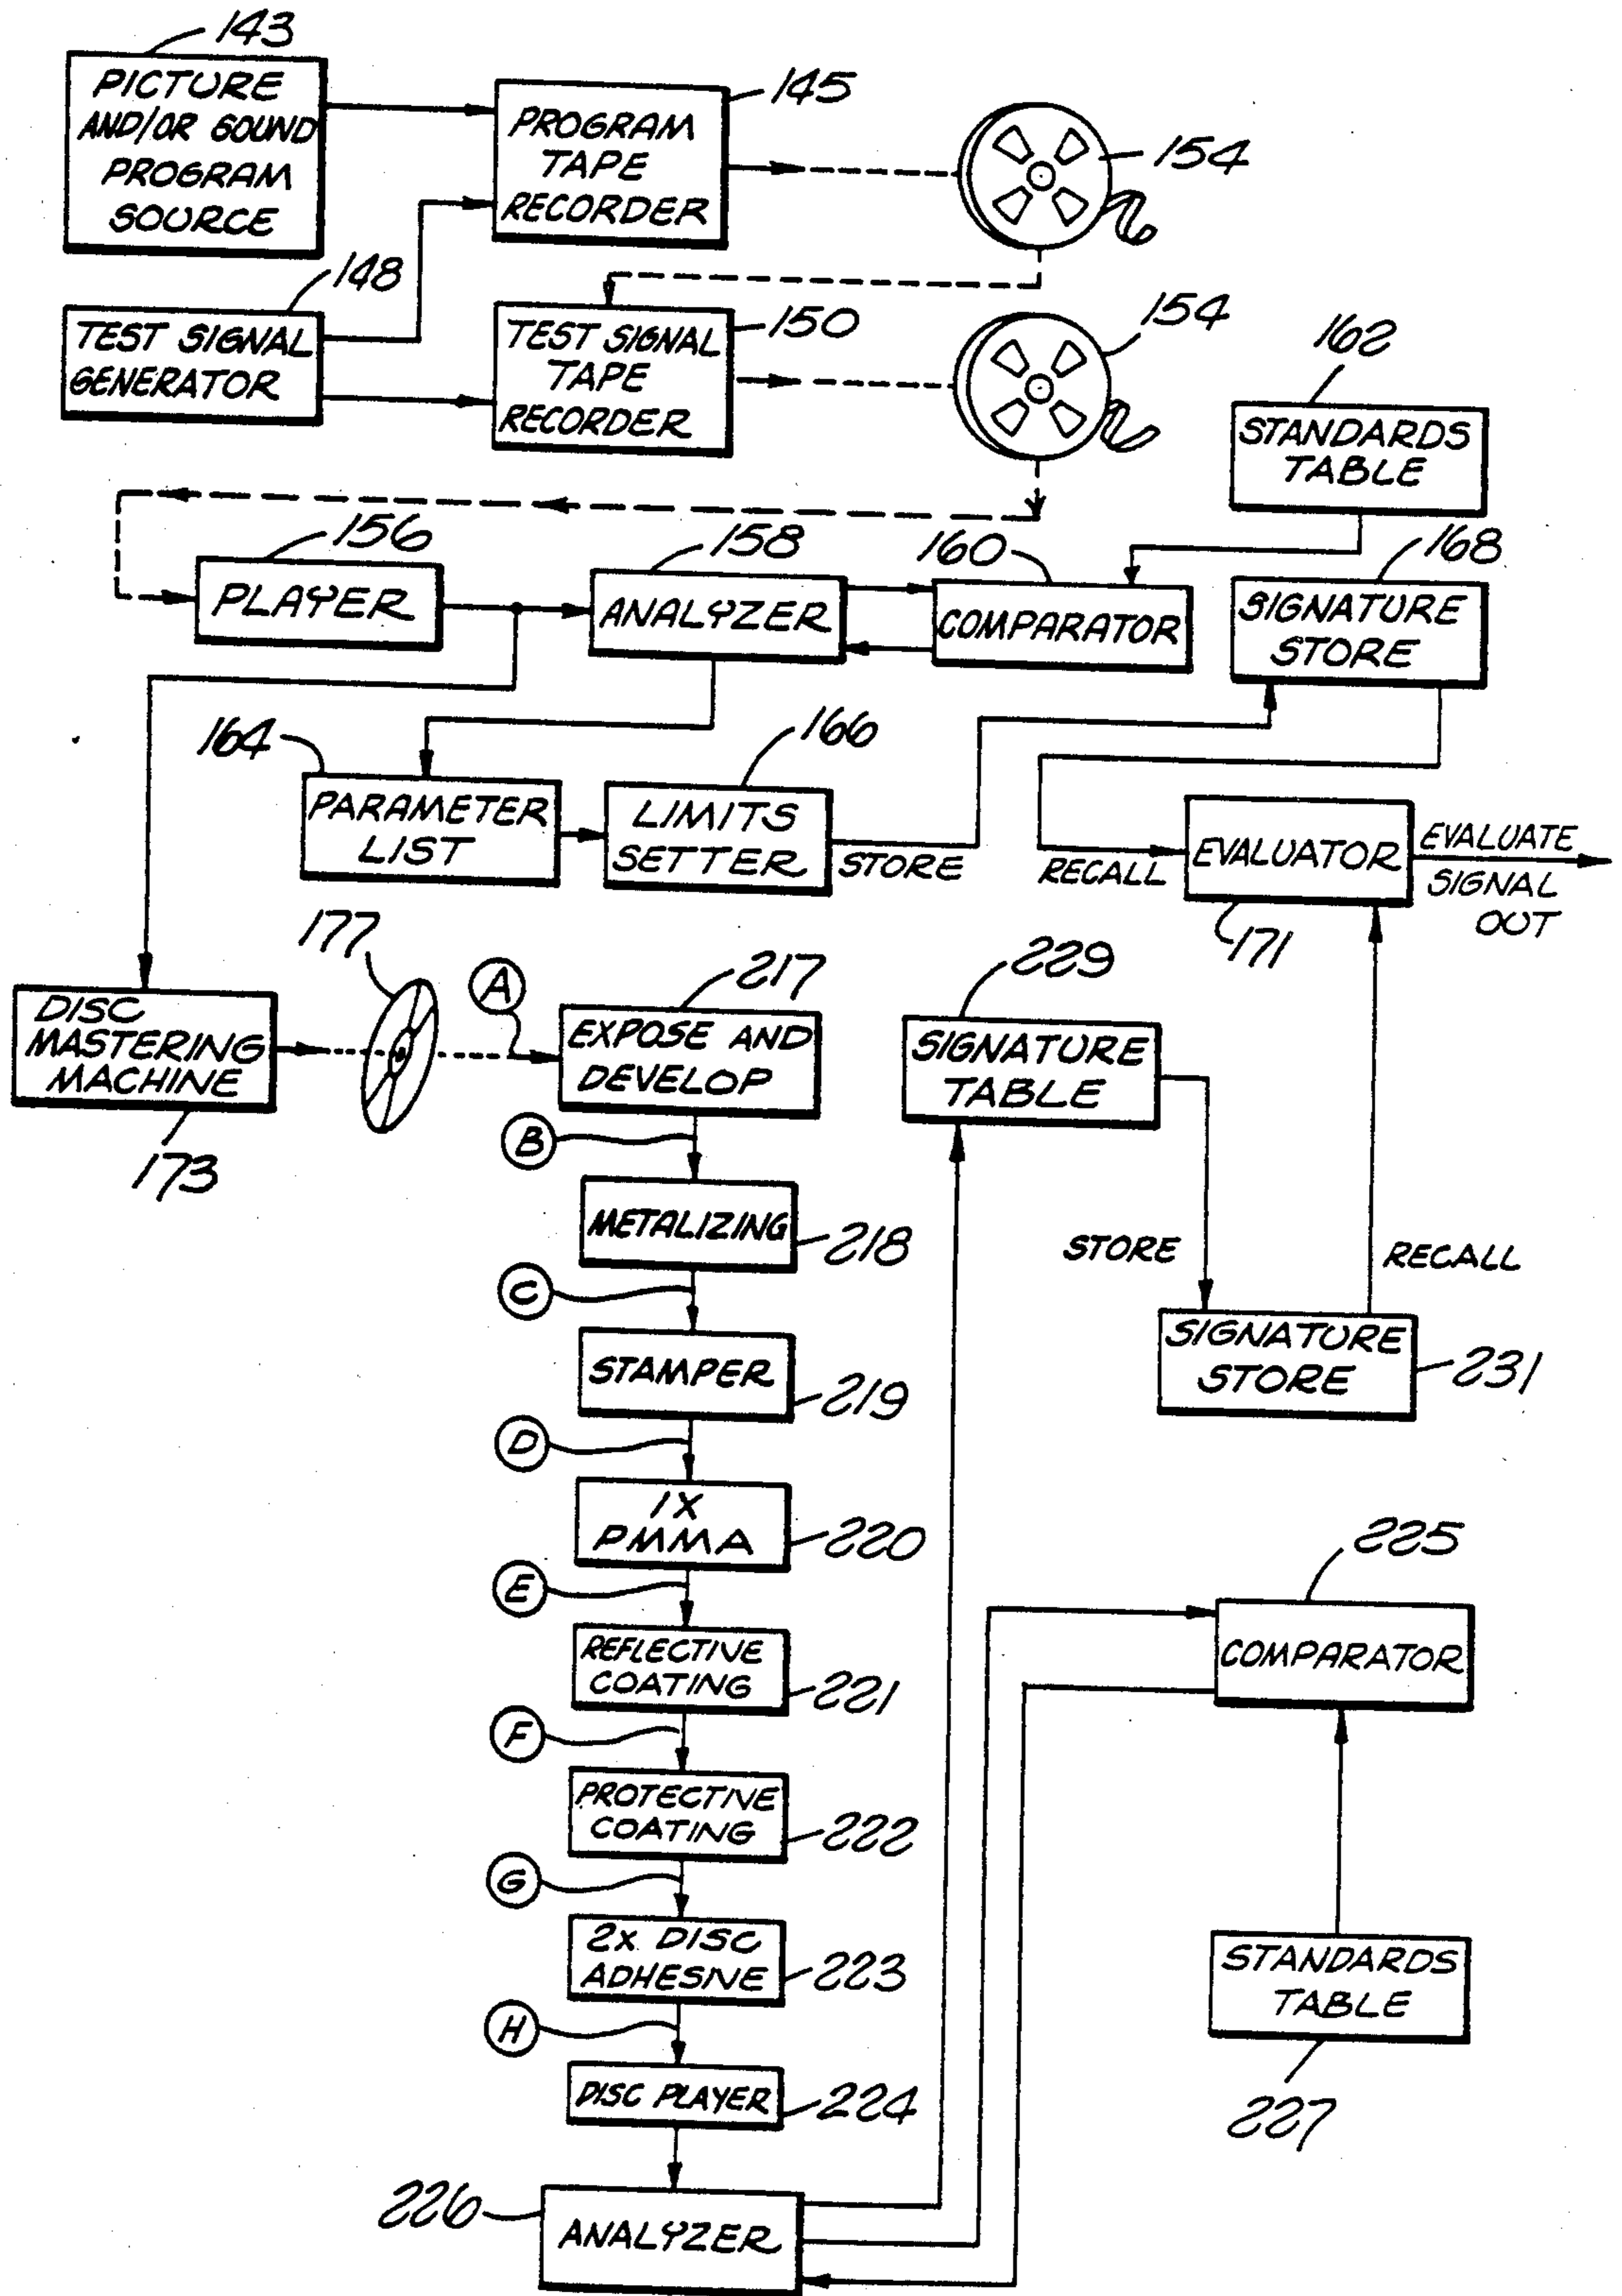 143
PICTURE
AND/OR SOUND
PROGRAM
SOURCE
145
PROGRAM
TAPE
RECORDER
154
148
TEST SIGNAL
GENERATOR
150
TEST SIGNAL
TAPE
RECORDER
154
162
STANDARDS
TABLE
156
PLAYER
158
ANALYZER
160
COMPARATOR
168
SIGNATURE
STORE
164
PARAMETER
LIST
166
LIMITS
SETTER
STORE
RECALL
EVALUATOR
171
EVALUATE
SIGNAL
OUT
DISC
MASTERING
MACHINE
173
177
A
217
EXPOSE AND
DEVELOP
229
SIGNATURE
TABLE
B
METALIZING
218
STORE
RECALL
C
STAMPER
219
SIGNATURE
STORE
231
D
1X
PMMA
220
E
REFLECTIVE
COATING
221
225
COMPARATOR
F
PROTECTIVE
COATING
222
G
2X DISC
ADHESIVE
223
STANDARDS
TABLE
227
H
DISC PLAYER
224
226
ANALYZER